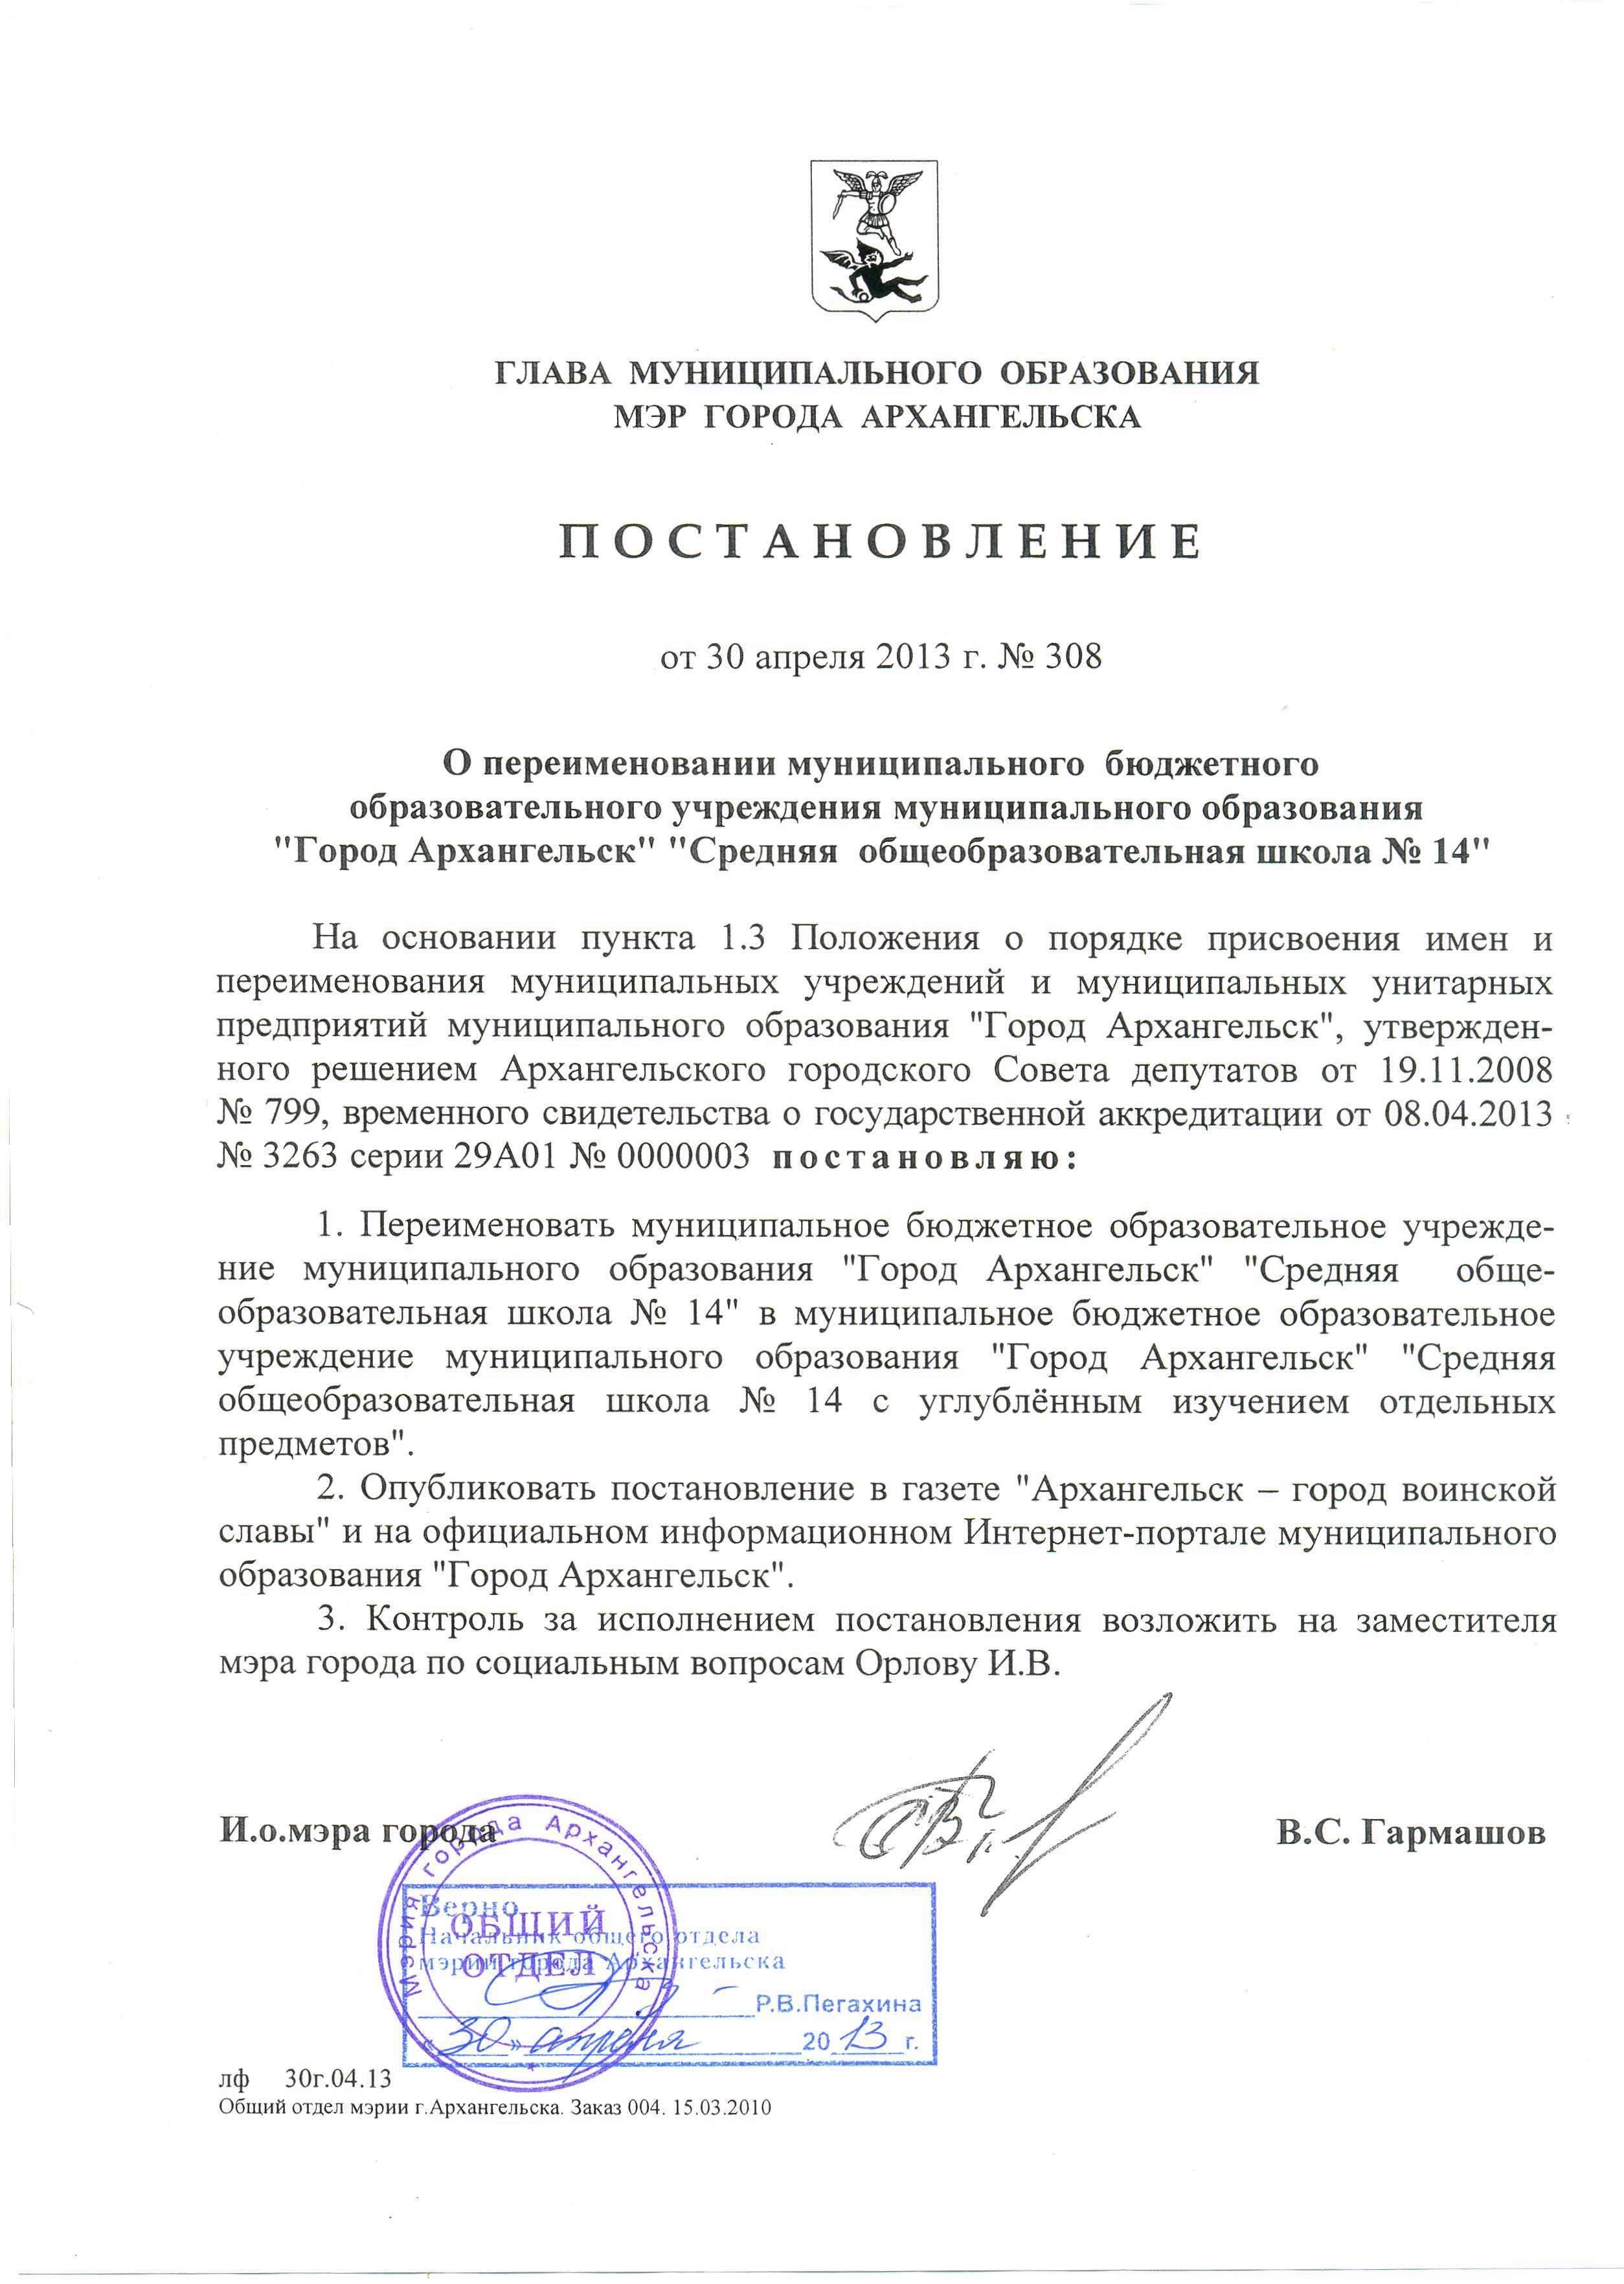 ГЛАВА МУНИЦИПАЛЬНОГО ОБРАЗОВАНИЯ
МЭР ГОРОДА АРХАНГЕЛЬСКА
ПОСТАНОВЛЕНИЕ
от 30 апреля 2013 г. № 308
О переименовании муниципального бюджетного
образовательного учреждения муниципального образования
"Город Архангельск" "Средняя общеобразовательная школа № 14"
На основании пункта 1.3 Положения о порядке присвоения имен и
переименования муниципальных учреждений и муниципальных унитарных
предприятий муниципального образования "Город Архангельск", утвержден-
ного решением Архангельского городского Совета депутатов от 19.11.2008
№ 799, временного свидетельства о государственной аккредитации от 08.04.2013
№ 3263 серии 29А01 № 0000003 постановляю:
1. Переименовать муниципальное бюджетное образовательное учрежде-
ние муниципального образования "Город Архангельск" "Средняя обще-
образовательная школа № 14" в муниципальное бюджетное образовательное
учреждение муниципального образования "Город Архангельск" "Средняя
общеобразовательная школа № 14 с углублённым изучением отдельных
предметов".
2. Опубликовать постановление в газете "Архангельск – город воинской
славы" и на официальном информационном Интернет-портале муниципального
образования "Город Архангельск".
3. Контроль за исполнением постановления возложить на заместителя
мэра города по социальным вопросам Орлову И.В.
И.о.мэра города В.С. Гармашов
Мэрия города Архангельска
ОБЩИЙ
ОТДЕЛ
Верно
Начальник общего отдела
мэрии города Архангельска
Р.В.Пегахина
«30» апреля 2013 г.
лф 30г.04.13
Общий отдел мэрии г.Архангельска. Заказ 004. 15.03.2010